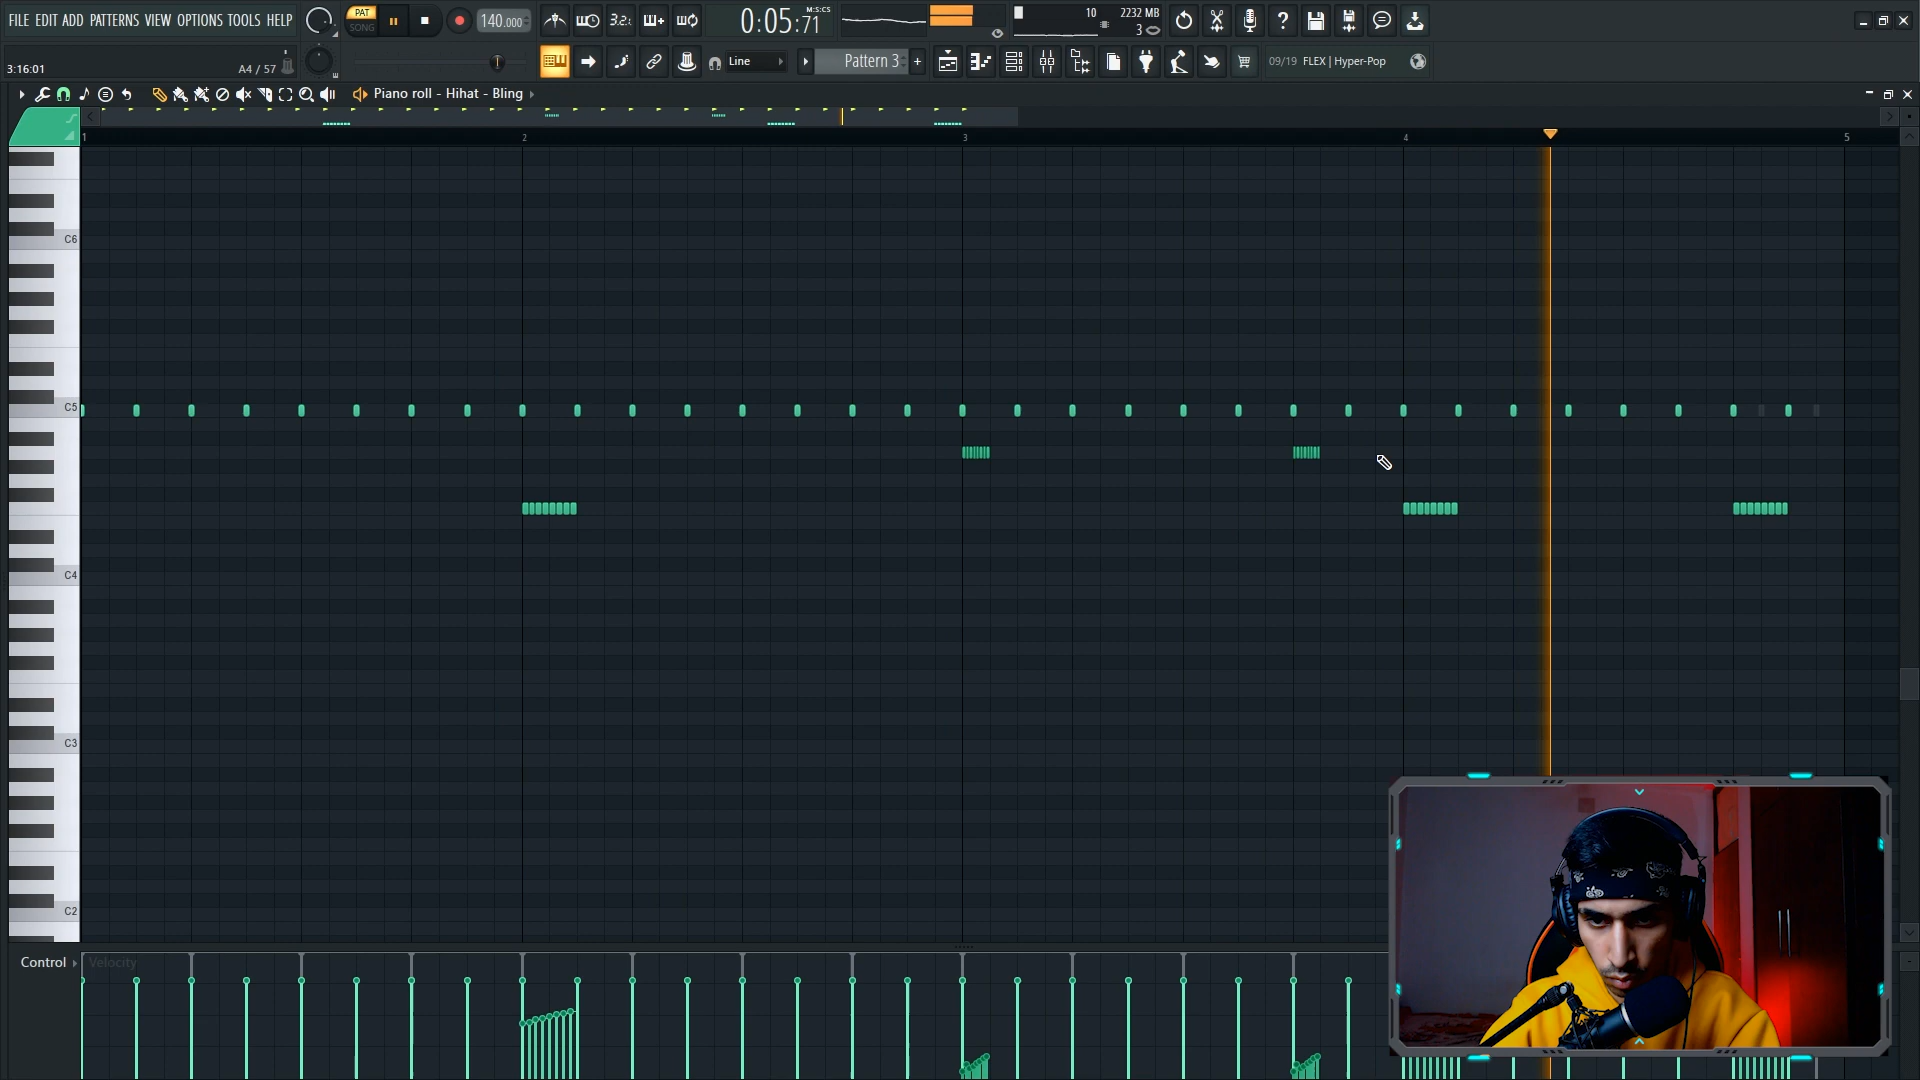 FILE EDIT ADD PATTERNS VIEW OPTIONS TOOLS HELP
PAT
SONG
140.000
3.2.
0:05:71
M:S:CS
10
2232 MB
3
3:16:01
A4 / 57
Line
Pattern 3
+
09/19 FLEX | Hyper-Pop
Piano roll - Hihat - Bling
1
2
3
4
5
C6
C5
C4
C3
C2
Control
Velocity